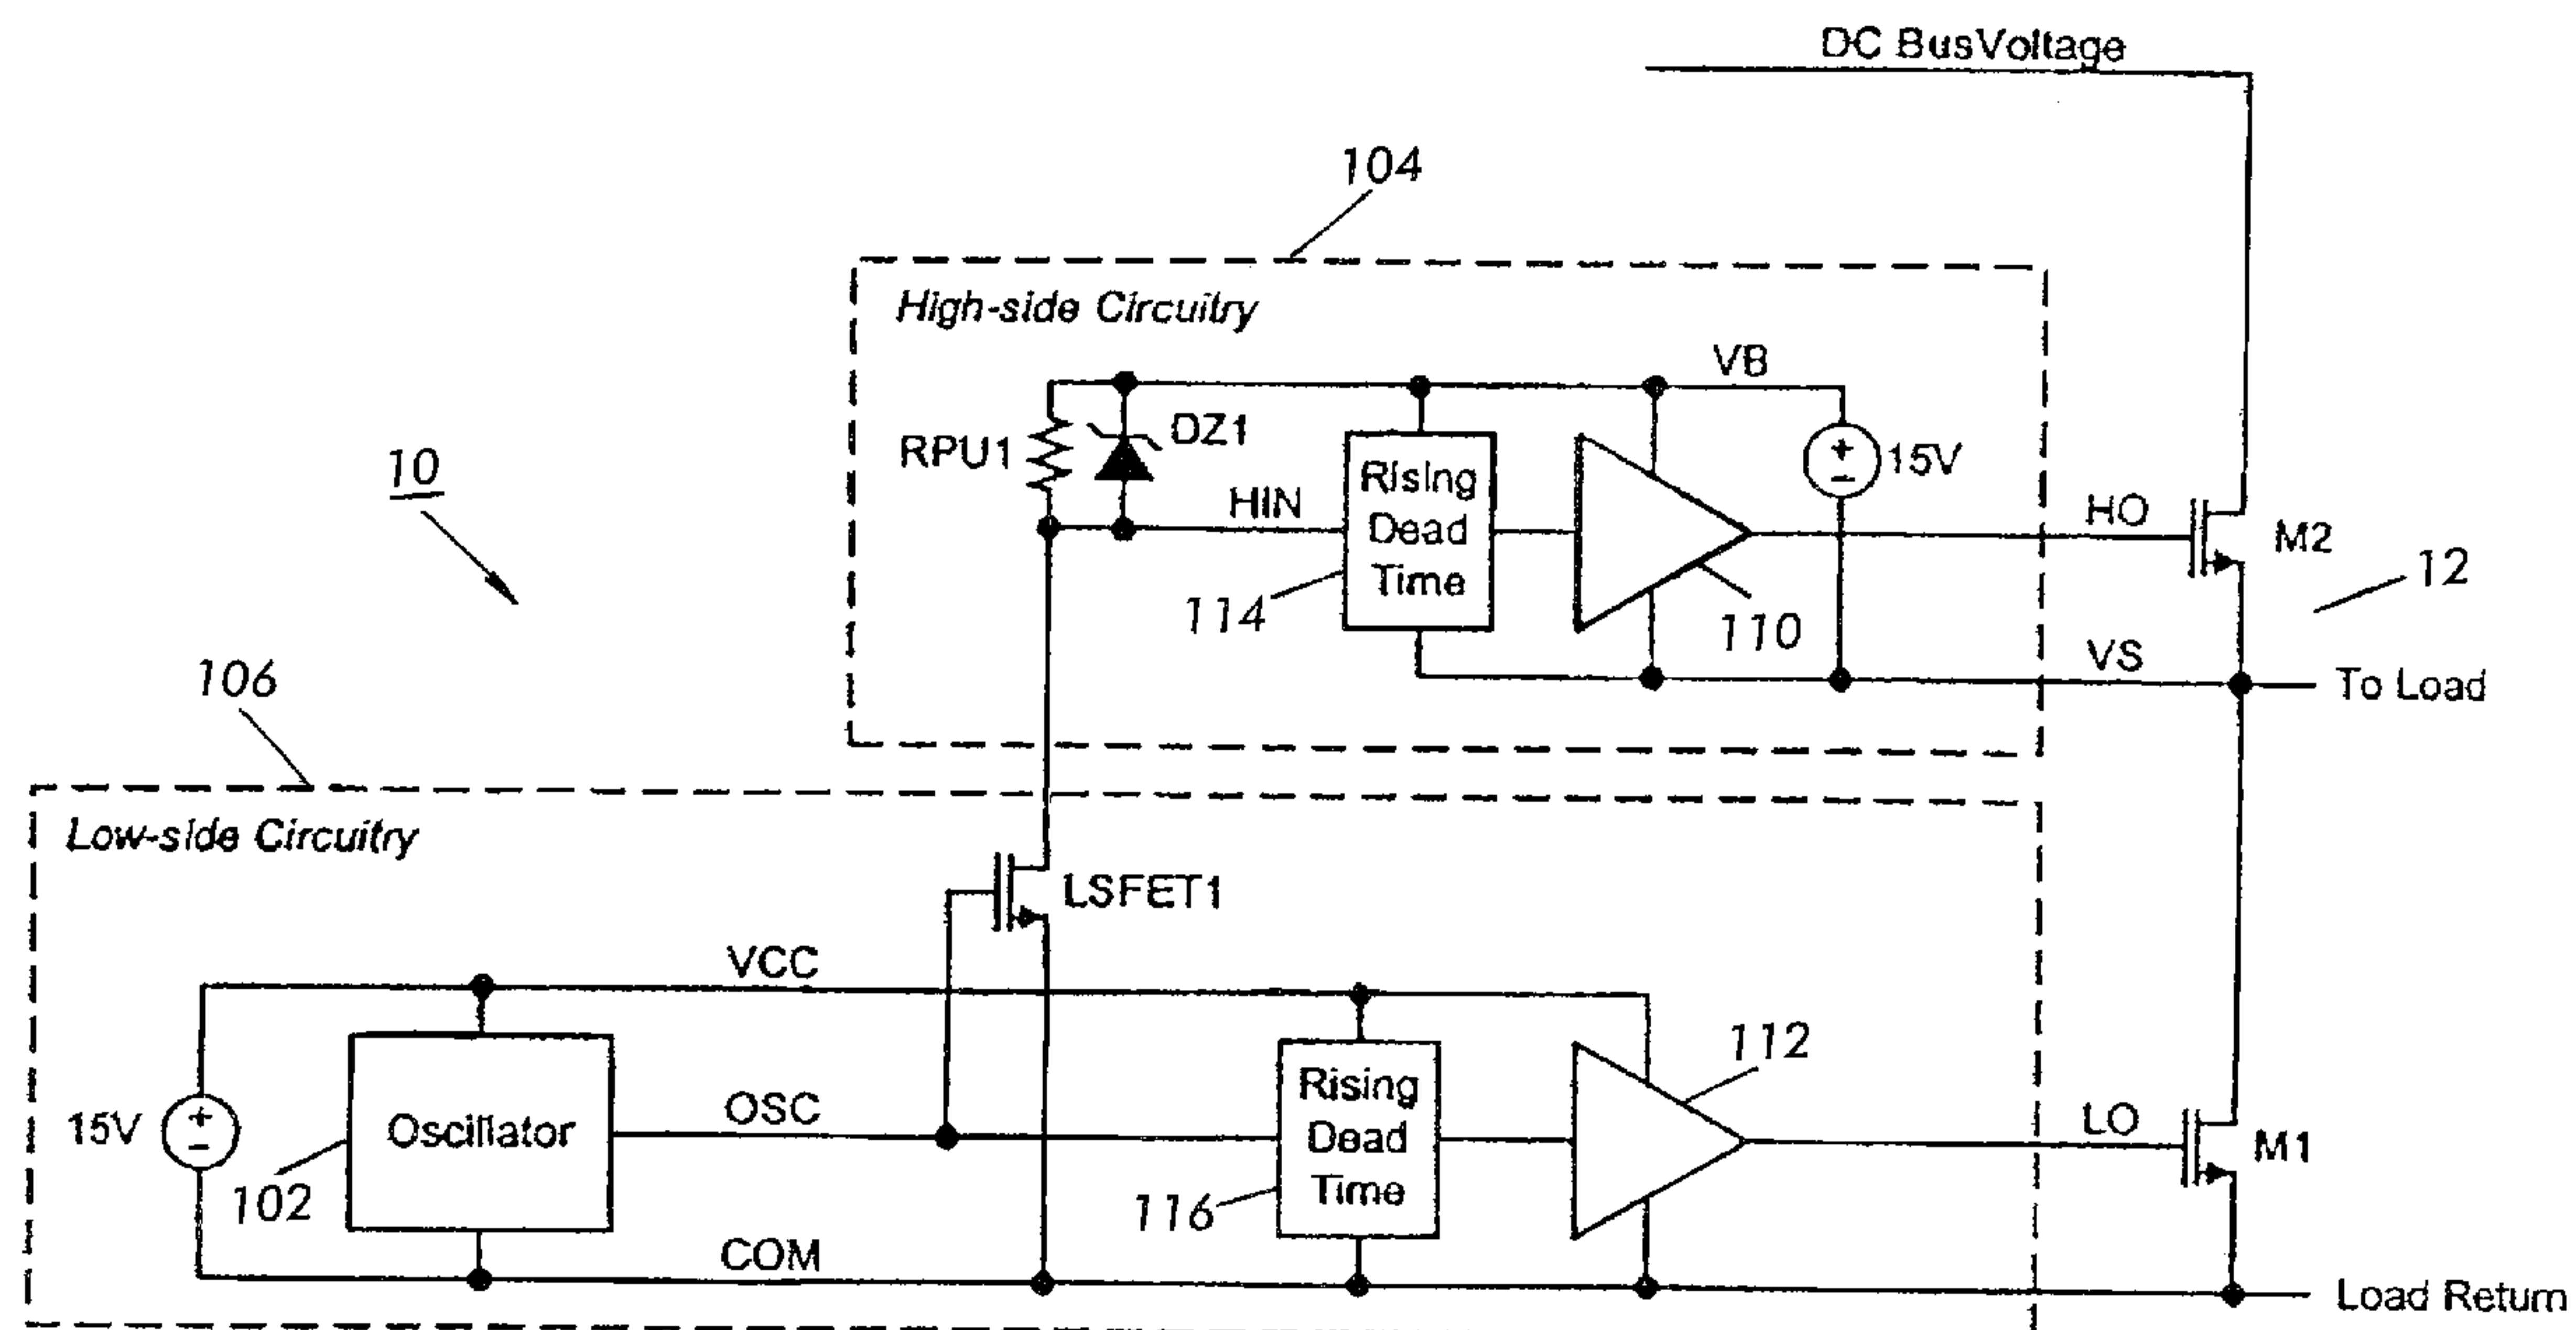 DC BusVoltage
104
High-side Circuitry
VB
RPU1
DZ1
15V
10
HIN
Rising
Dead
Time
HO
M2
12
114
110
VS
To Load
106
Low-side Circuitry
LSFET1
VCC
112
15V
Oscillator
OSC
Rising
Dead
Time
LO
M1
102
116
COM
Load Return